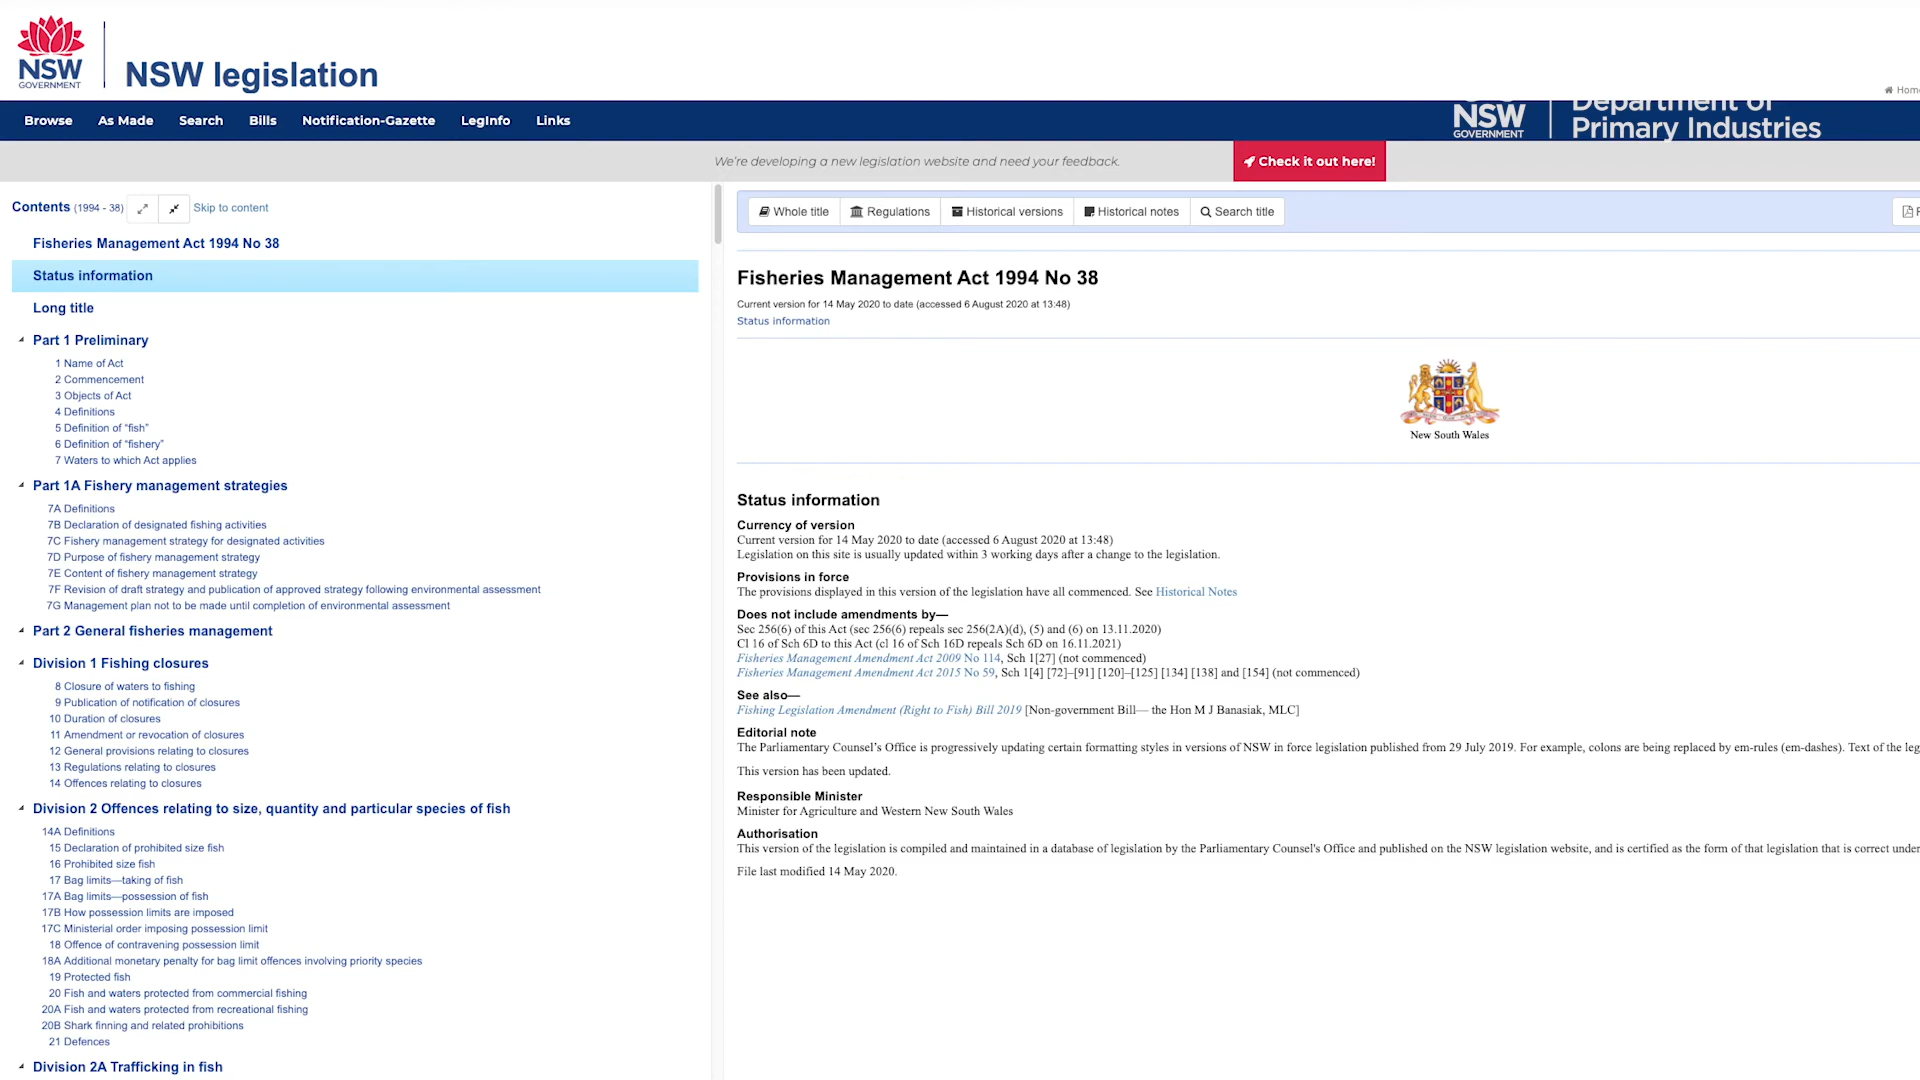 NSW
GOVERNMENT
NSW legislation
Home
Browse
As Made
Search
Bills
Notification-Gazette
LegInfo
Links
NSW
GOVERNMENT
Department of
Primary Industries
We're developing a new legislation website and need your feedback.
Check it out here!
Contents (1994 - 38)
Skip to content
Fisheries Management Act 1994 No 38
Status information
Long title
Part 1 Preliminary
1 Name of Act
2 Commencement
3 Objects of Act
4 Definitions
5 Definition of “fish”
6 Definition of “fishery”
7 Waters to which Act applies
Part 1A Fishery management strategies
7A Definitions
7B Declaration of designated fishing activities
7C Fishery management strategy for designated activities
7D Purpose of fishery management strategy
7E Content of fishery management strategy
7F Revision of draft strategy and publication of approved strategy following environmental assessment
7G Management plan not to be made until completion of environmental assessment
Part 2 General fisheries management
Division 1 Fishing closures
8 Closure of waters to fishing
9 Publication of notification of closures
10 Duration of closures
11 Amendment or revocation of closures
12 General provisions relating to closures
13 Regulations relating to closures
14 Offences relating to closures
Division 2 Offences relating to size, quantity and particular species of fish
14A Definitions
15 Declaration of prohibited size fish
16 Prohibited size fish
17 Bag limits—taking of fish
17A Bag limits—possession of fish
17B How possession limits are imposed
17C Ministerial order imposing possession limit
18 Offence of contravening possession limit
18A Additional monetary penalty for bag limit offences involving priority species
19 Protected fish
20 Fish and waters protected from commercial fishing
20A Fish and waters protected from recreational fishing
20B Shark finning and related prohibitions
21 Defences
Division 2A Trafficking in fish
Whole title
Regulations
Historical versions
Historical notes
Search title
Fisheries Management Act 1994 No 38
Current version for 14 May 2020 to date (accessed 6 August 2020 at 13:48)
Status information
New South Wales
Status information
Currency of version
Current version for 14 May 2020 to date (accessed 6 August 2020 at 13:48)
Legislation on this site is usually updated within 3 working days after a change to the legislation.
Provisions in force
The provisions displayed in this version of the legislation have all commenced. See Historical Notes
Does not include amendments by—
Sec 256(6) of this Act (sec 256(6) repeals sec 256(2A)(d), (5) and (6) on 13.11.2020)
Cl 16 of Sch 6D to this Act (cl 16 of Sch 16D repeals Sch 6D on 16.11.2021)
Fisheries Management Amendment Act 2009 No 114, Sch 1[27] (not commenced)
Fisheries Management Amendment Act 2015 No 59, Sch 1[4] [72]–[91] [120]–[125] [134] [138] and [154] (not commenced)
See also—
Fishing Legislation Amendment (Right to Fish) Bill 2019 [Non-government Bill— the Hon M J Banasiak, MLC]
Editorial note
The Parliamentary Counsel’s Office is progressively updating certain formatting styles in versions of NSW in force legislation published from 29 July 2019. For example, colons are being replaced by em-rules (em-dashes). Text of the leg
This version has been updated.
Responsible Minister
Minister for Agriculture and Western New South Wales
Authorisation
This version of the legislation is compiled and maintained in a database of legislation by the Parliamentary Counsel's Office and published on the NSW legislation website, and is certified as the form of that legislation that is correct under
File last modified 14 May 2020.